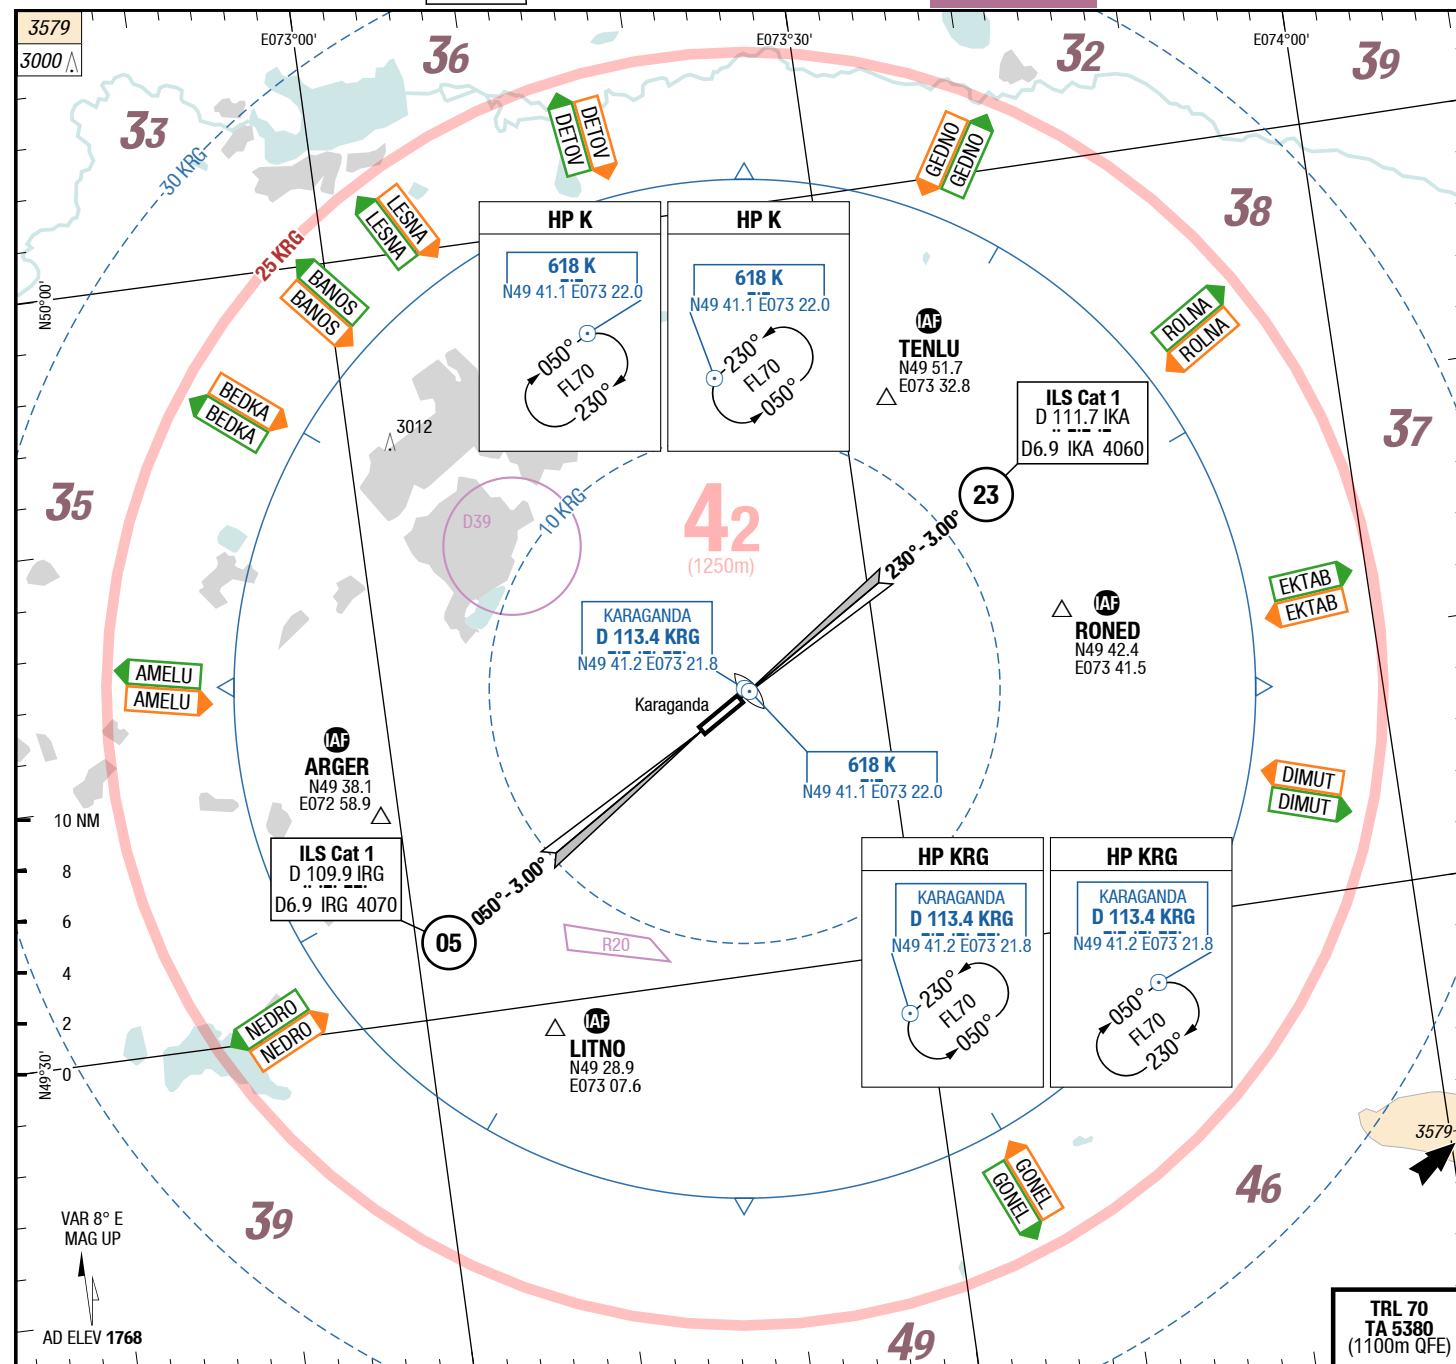 3579
3000
E073°00'
E073°30'
E074°00'
36
32
39
33
30 KRG
25 KRG
DETOV
DETOV
GEDNO
GEDNO
LESNA
LESNA
38
BANOS
BANOS
N50°00'
HP K
618 K
N49 41.1 E073 22.0
050°
FL70
230°
HP K
618 K
N49 41.1 E073 22.0
230°
FL70
050°
ROLNA
ROLNA
IAF
TENLU
N49 51.7
E073 32.8
BEDKA
BEDKA
3012
ILS Cat 1
D 111.7 IKA
D6.9 IKA 4060
37
35
D39
10 KRG
42
(1250m)
23
230°- 3.00°
EKTAB
EKTAB
KARAGANDA
D 113.4 KRG
N49 41.2 E073 21.8
IAF
RONED
N49 42.4
E073 41.5
AMELU
AMELU
Karaganda
IAF
ARGER
N49 38.1
E072 58.9
618 K
N49 41.1 E073 22.0
DIMUT
DIMUT
10 NM
8
6
4
2
0
ILS Cat 1
D 109.9 IRG
D6.9 IRG 4070
05
050°- 3.00°
R20
HP KRG
KARAGANDA
D 113.4 KRG
N49 41.2 E073 21.8
230°
FL70
050°
HP KRG
KARAGANDA
D 113.4 KRG
N49 41.2 E073 21.8
050°
FL70
230°
NEDRO
NEDRO
N49°30'
IAF
LITNO
N49 28.9
E073 07.6
3579
GONEL
GONEL
46
39
VAR 8° E
MAG UP
AD ELEV 1768
49
TRL 70
TA 5380
(1100m QFE)